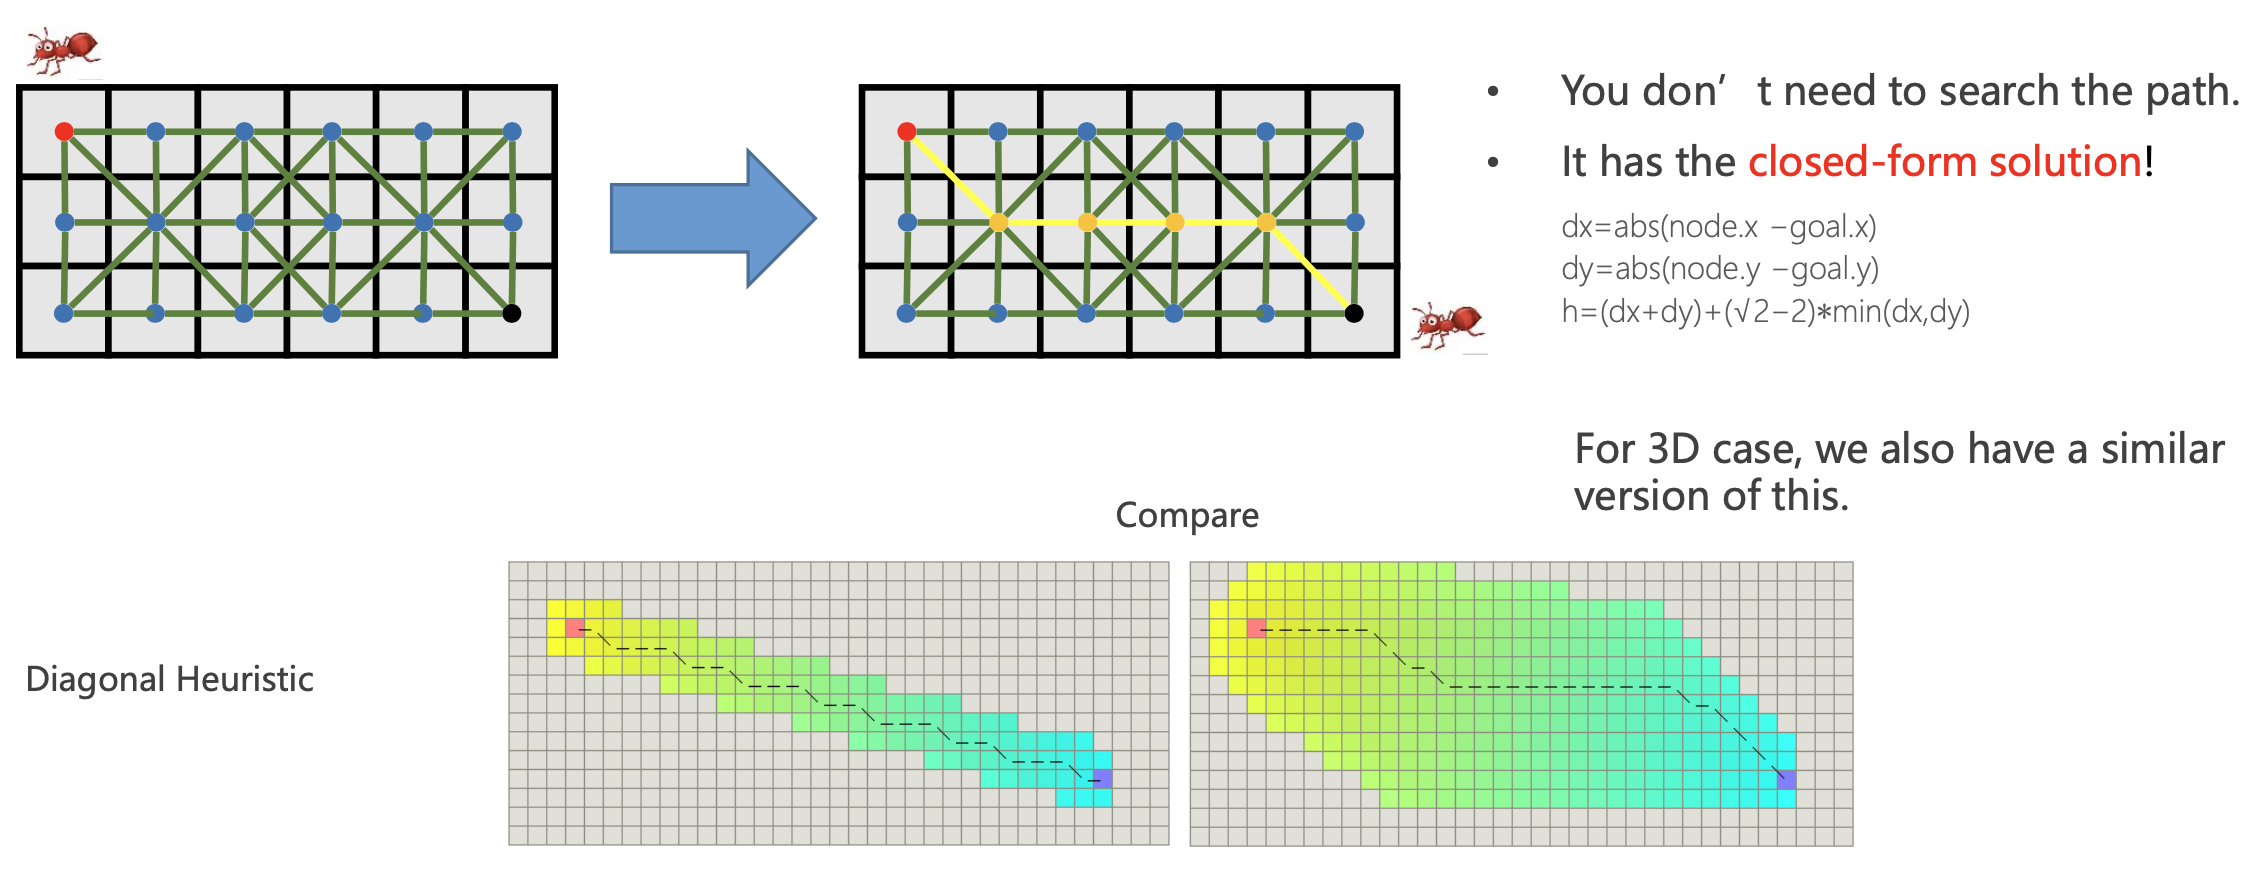 • You don’ t need to search the path.
• It has the closed-form solution!
dx=abs(node.x −goal.x)
dy=abs(node.y −goal.y)
h=(dx+dy)+(√2−2)∗min(dx,dy)
For 3D case, we also have a similar
version of this.
Compare
Diagonal Heuristic